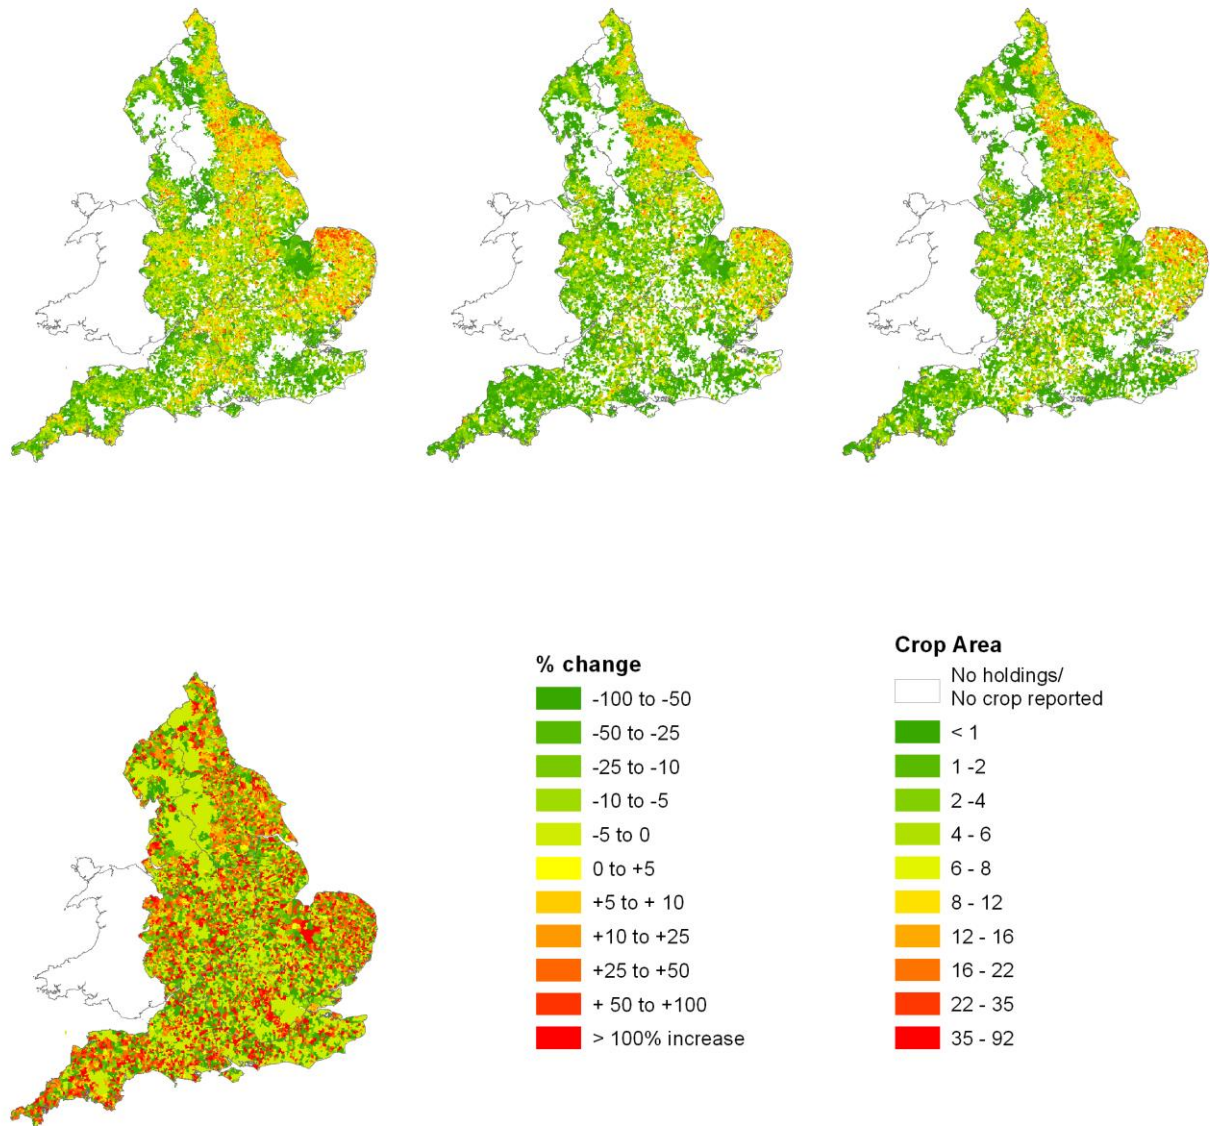 % change
-100 to -50
-50 to -25
-25 to -10
-10 to -5
-5 to 0
0 to +5
+5 to + 10
+10 to +25
+25 to +50
+ 50 to +100
> 100% increase
Crop Area
No holdings/
No crop reported
< 1
1 -2
2 -4
4 - 6
6 - 8
8 - 12
12 - 16
16 - 22
22 - 35
35 - 92